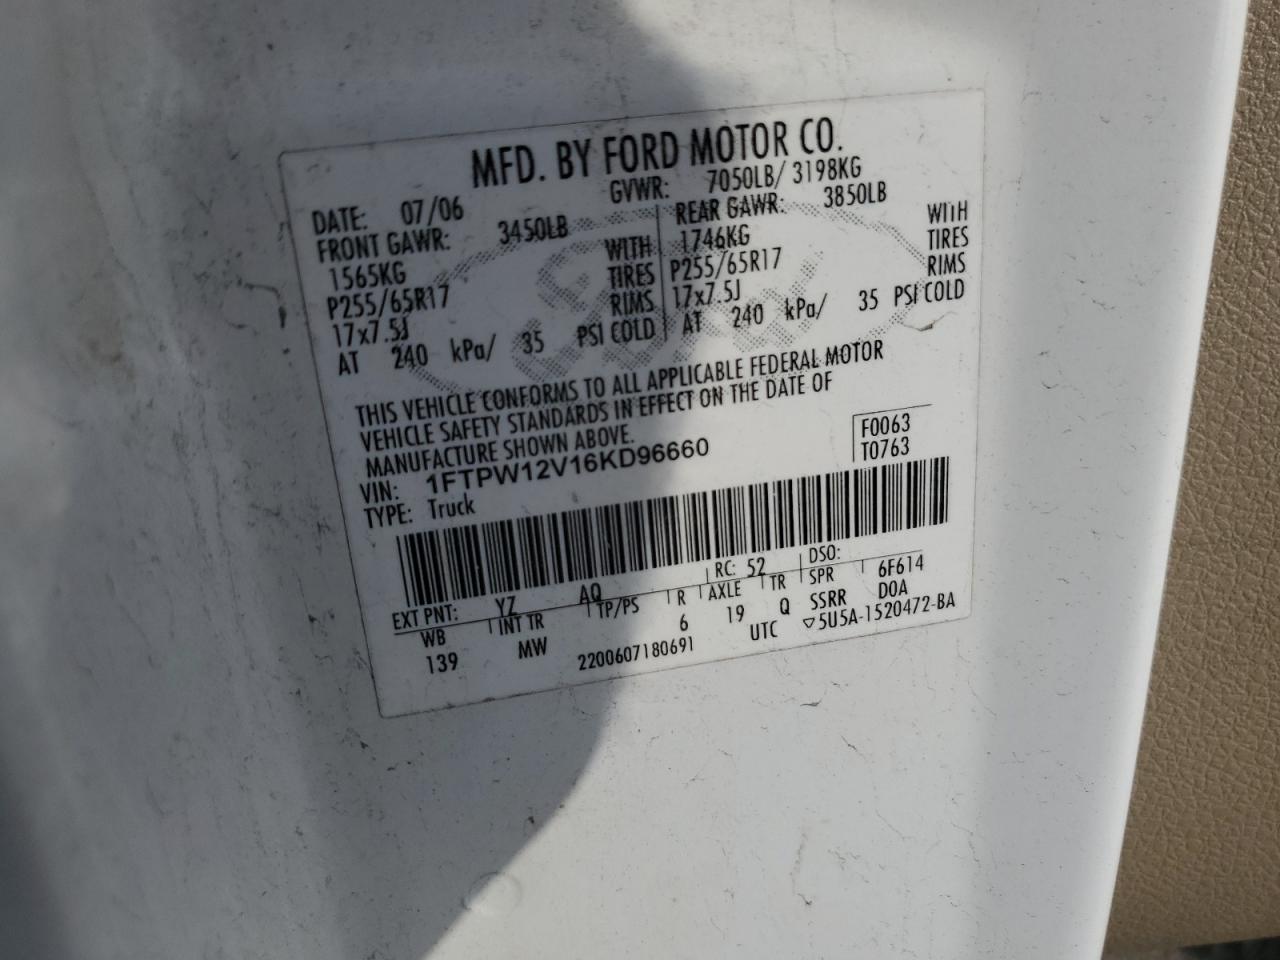 MFD. BY FORD MOTOR CO.
DATE: 07/06 GVWR: 7050LB/ 3198KG
FRONT GAWR: 3450LB REAR GAWR: 3850LB
1565KG WITH 1746KG WITH
P255/65R17 TIRES P255/65R17 TIRES
17x7.5J RIMS 17x7.5J RIMS
AT 240 kPa/ 35 PSI COLD AT 240 kPa/ 35 PSI COLD
THIS VEHICLE CONFORMS TO ALL APPLICABLE FEDERAL MOTOR
VEHICLE SAFETY STANDARDS IN EFFECT ON THE DATE OF
MANUFACTURE SHOWN ABOVE.
VIN: 1FTPW12V16KD96660 F0063
TYPE: Truck T0763
EXT PNT: YZ AQ RC: 52 DSO:
WB INT TR TP/PS R AXLE TR SPR 6F614
139 MW 6 19 Q SSRR D0A
2200607180691 UTC ▽5U5A-1520472-BA